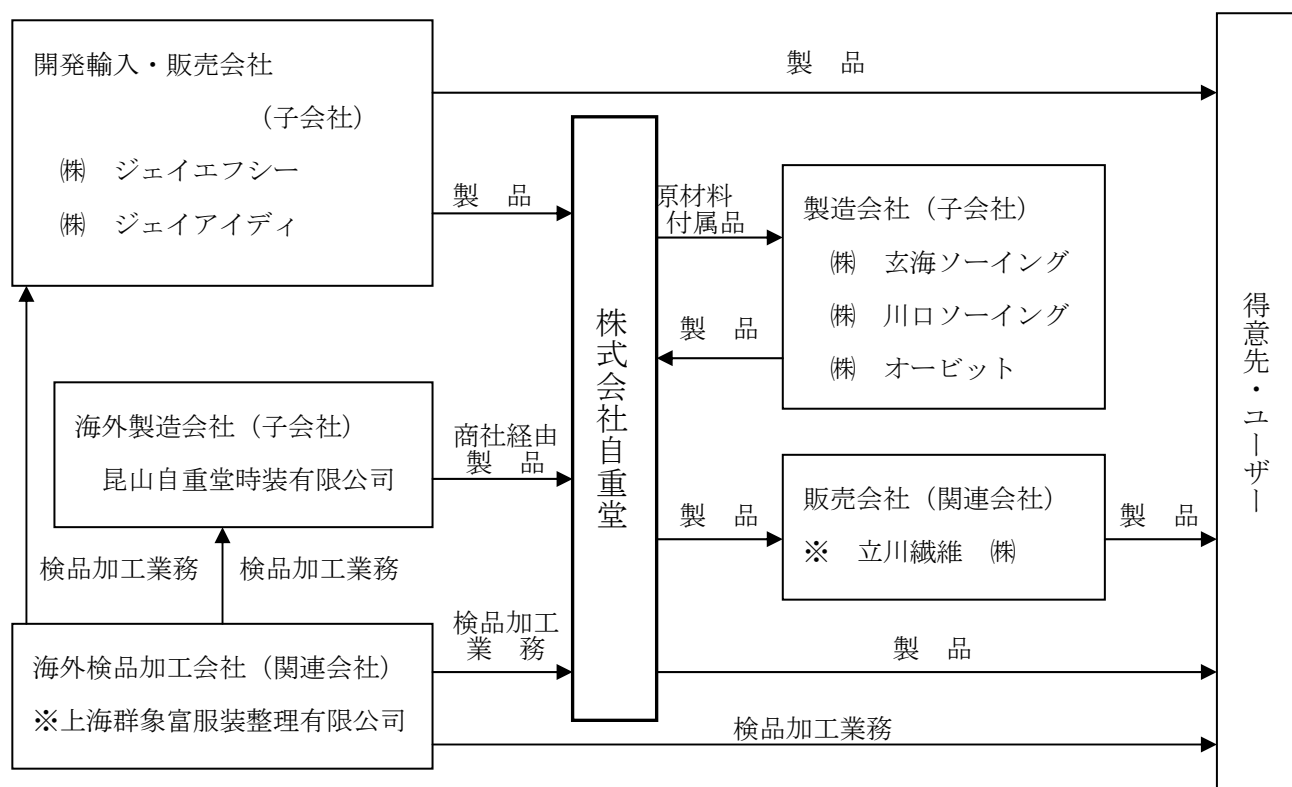 開発輸入・販売会社
(子会社)
㈱ ジェイエフシー
㈱ ジェイアイディ
製 品
製 品
原材料
付属品
製造会社(子会社)
㈱ 玄海ソーイング
㈱ 川口ソーイング
㈱ オービット
製 品
株式会社自重堂
得意先・ユーザー
海外製造会社(子会社)
昆山自重堂時装有限公司
商社経由
製 品
製 品
販売会社(関連会社)
※ 立川繊維 ㈱
製 品
検品加工業務
検品加工業務
海外検品加工会社(関連会社)
※上海群象富服装整理有限公司
検品加工
業 務
製 品
検品加工業務